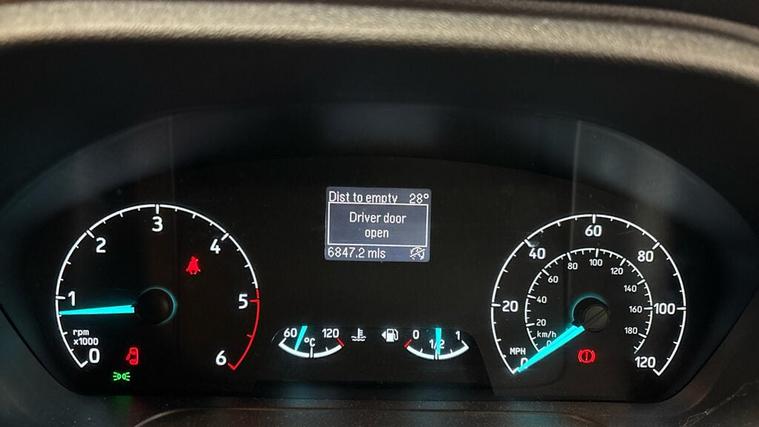 Dist to empty 28°
Driver door
open
6847.2 mls
0 1 2 3 4 5 6
rpm
x1000
60 120
°C
0 1/2 1
0 20 40 60 80 100 120
MPH
0 20 40 60 80 100 120 140 160 180
km/h